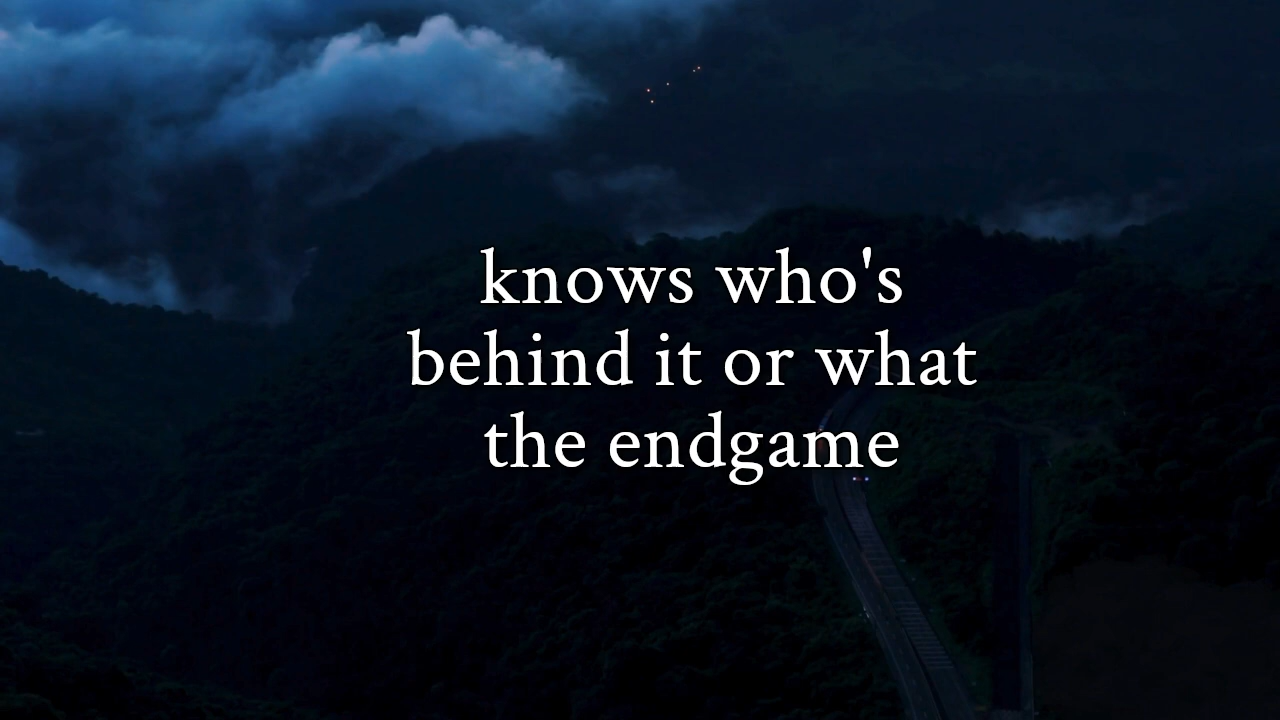 knows who's
behind it or what
the endgame